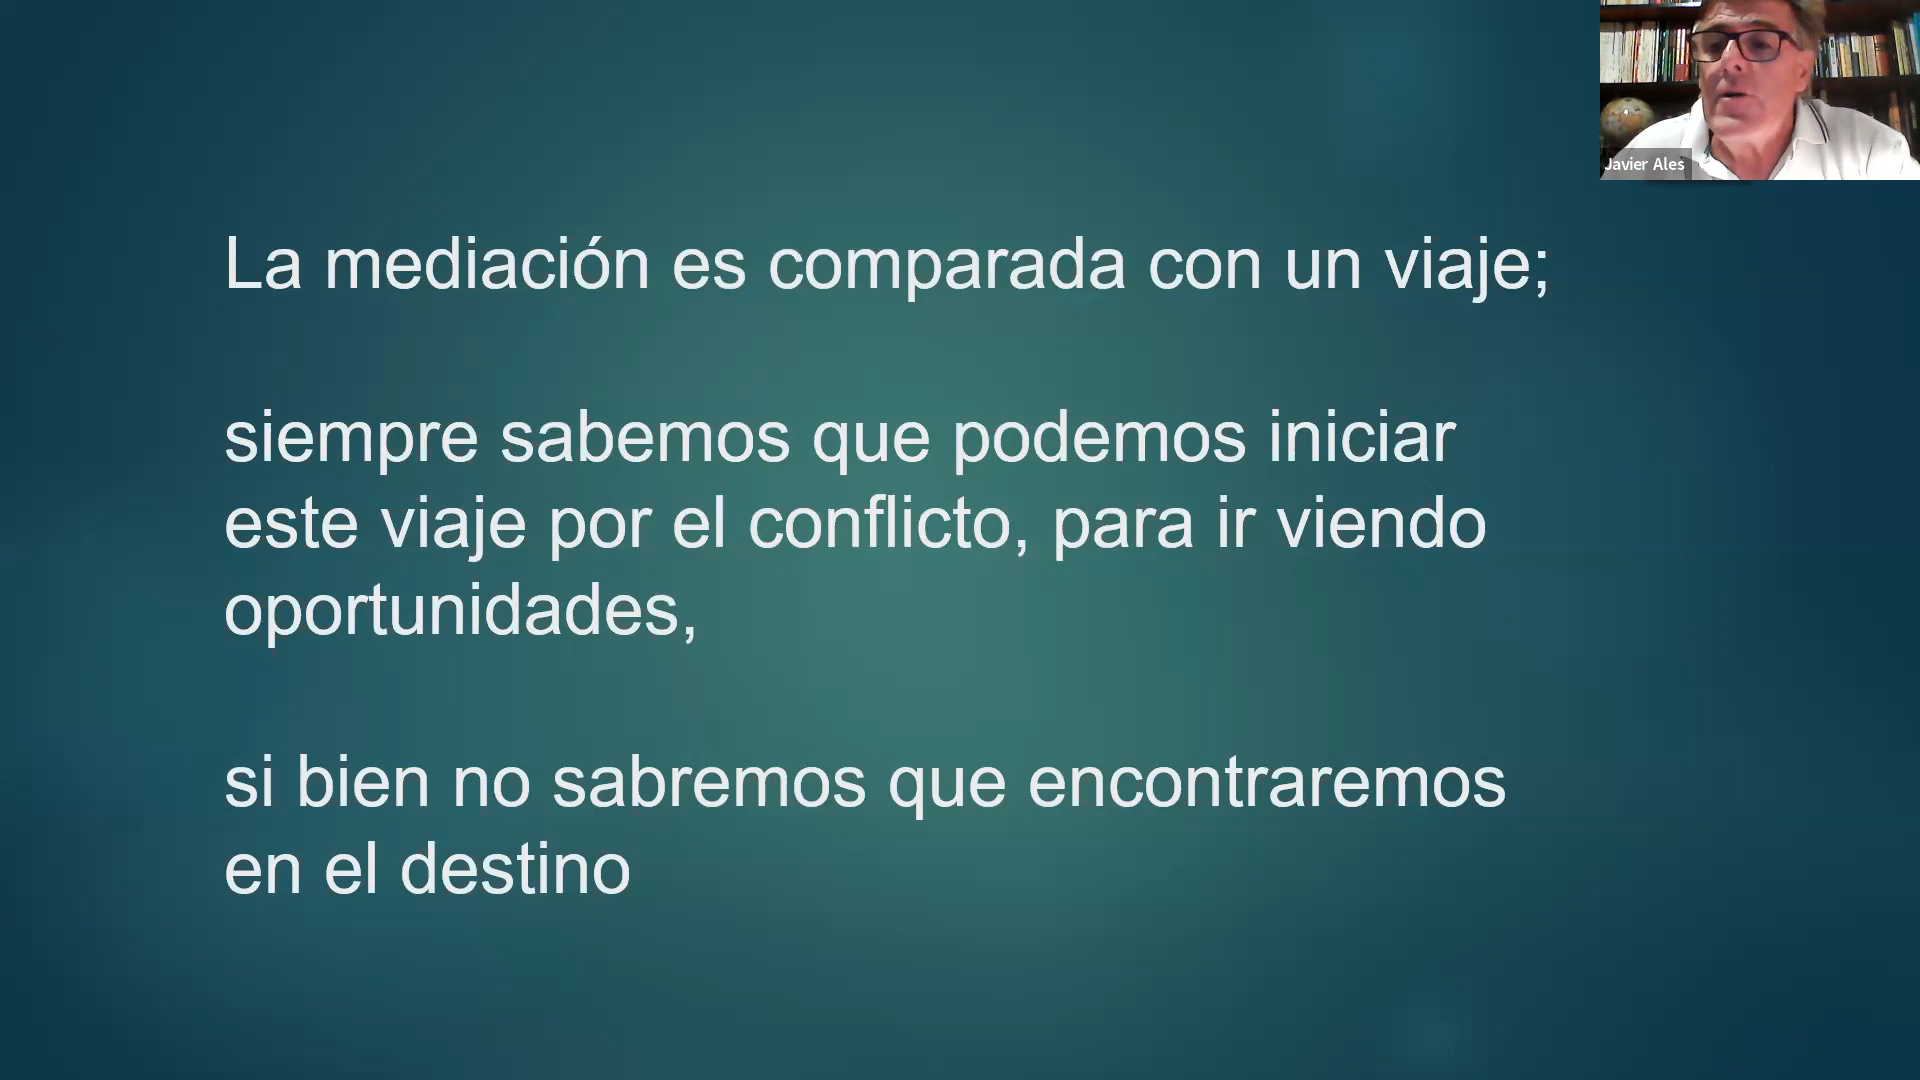 Javier Ales
La mediación es comparada con un viaje;
siempre sabemos que podemos iniciar
este viaje por el conflicto, para ir viendo
oportunidades,
si bien no sabremos que encontraremos
en el destino